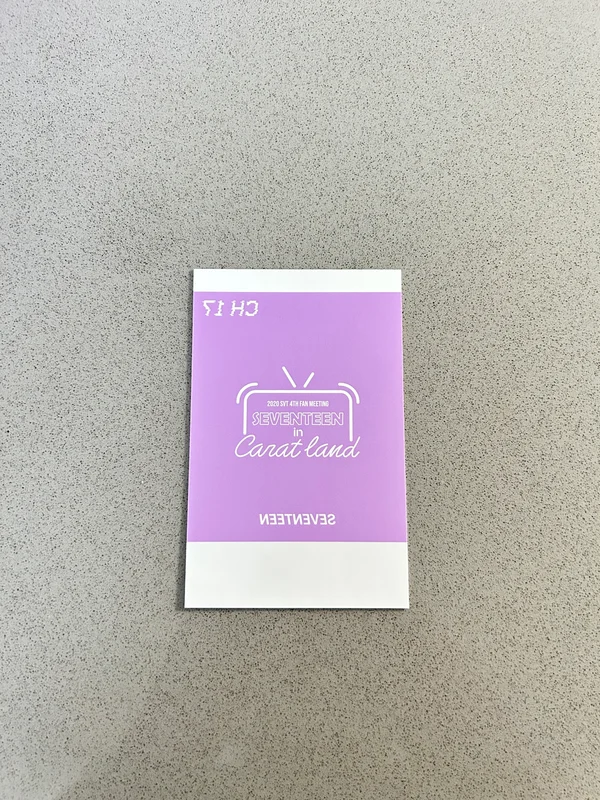 CH 17
2020 SVT 4TH FAN MEETING
SEVENTEEN
in
Carat land
SEVENTEEN